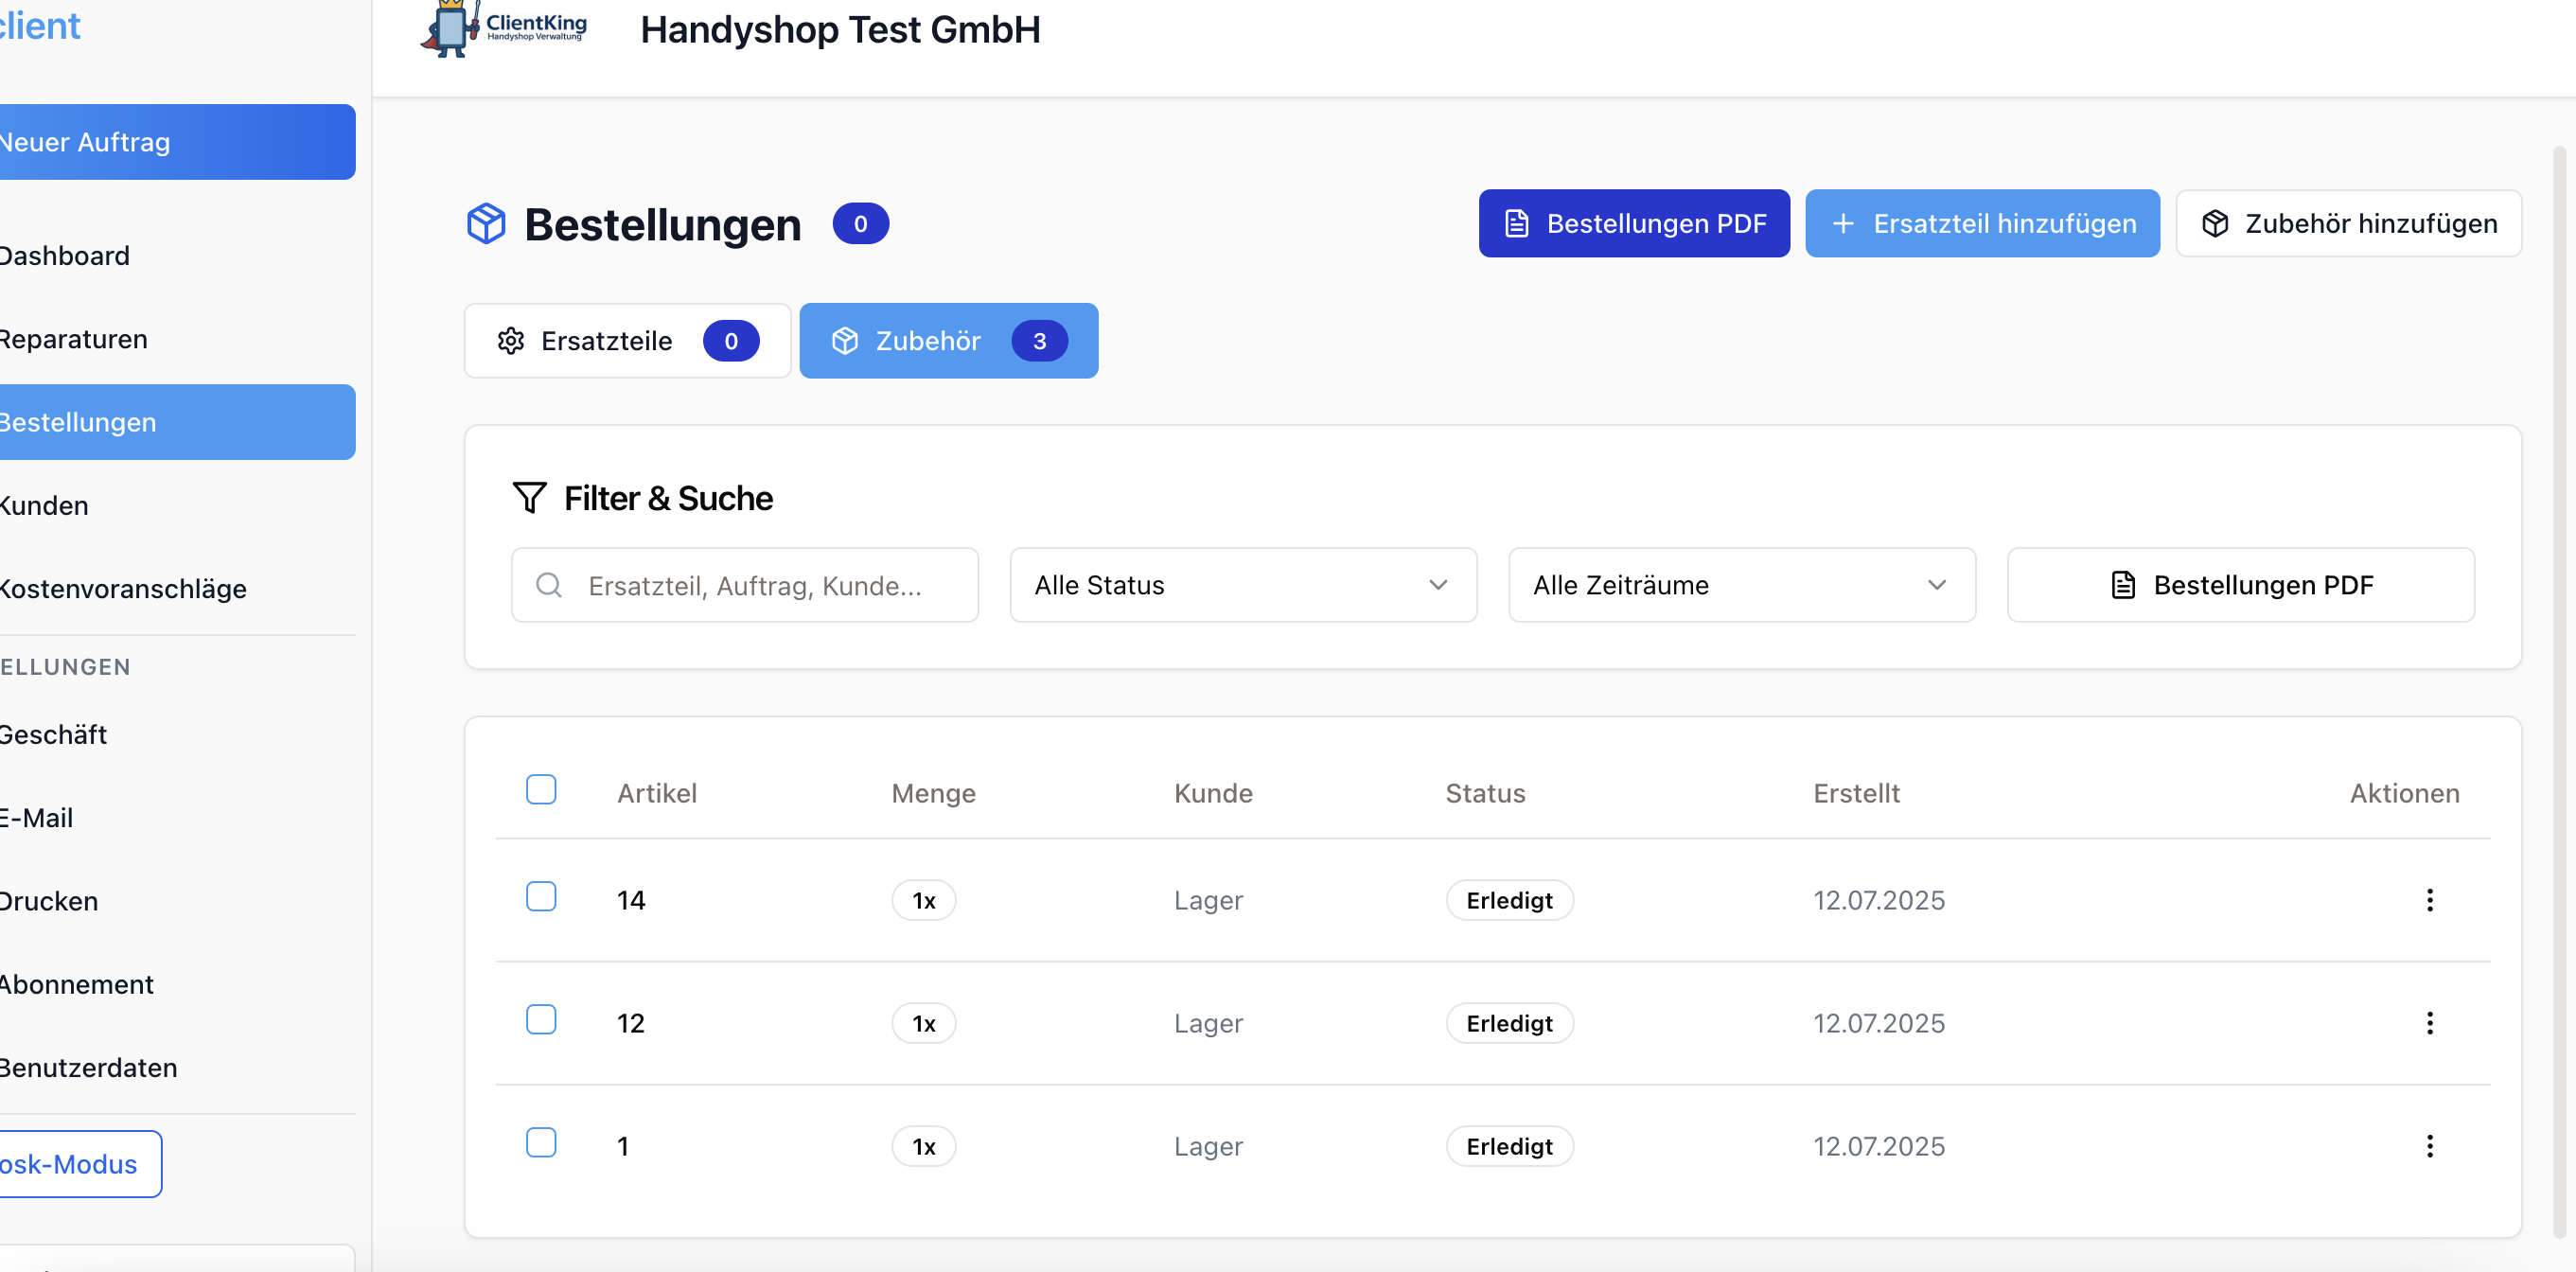 client
ClientKing
Handyshop Verwaltung
Handyshop Test GmbH
Neuer Auftrag
Dashboard
Reparaturen
Bestellungen
Kunden
Kostenvoranschläge
ELLUNGEN
Geschäft
E-Mail
Drucken
Abonnement
Benutzerdaten
osk-Modus
Bestellungen 0
Bestellungen PDF
Ersatzteil hinzufügen
Zubehör hinzufügen
Ersatzteile 0
Zubehör 3
Filter & Suche
Ersatzteil, Auftrag, Kunde...
Alle Status
Alle Zeiträume
Bestellungen PDF
Artikel Menge Kunde Status Erstellt Aktionen
14 1x Lager Erledigt 12.07.2025
12 1x Lager Erledigt 12.07.2025
1 1x Lager Erledigt 12.07.2025